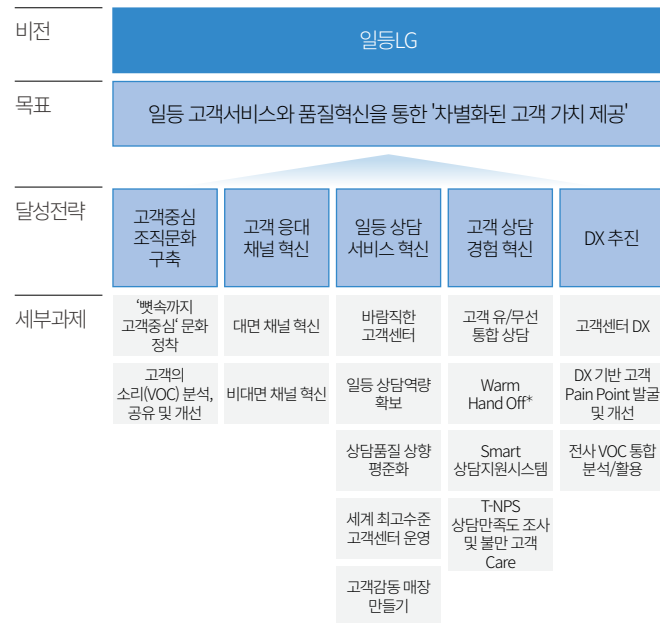 비전
일등LG
목표
일등 고객서비스와 품질혁신을 통한 '차별화된 고객 가치 제공'
달성전략
고객중심
조직문화
구축
고객 응대
채널 혁신
일등 상담
서비스 혁신
고객 상담
경험 혁신
DX 추진
세부과제
‘뼛속까지
고객중심‘ 문화
정착
대면 채널 혁신
바람직한
고객센터
고객 유/무선
통합 상담
고객센터 DX
고객의
소리(VOC) 분석,
공유 및 개선
비대면 채널 혁신
일등 상담역량
확보
Warm
Hand Off*
DX 기반 고객
Pain Point 발굴
및 개선
상담품질 상향
평준화
Smart
상담지원시스템
전사 VOC 통합
분석/활용
세계 최고수준
고객센터 운영
T-NPS
상담만족도 조사
및 불만 고객
Care
고객감동 매장
만들기